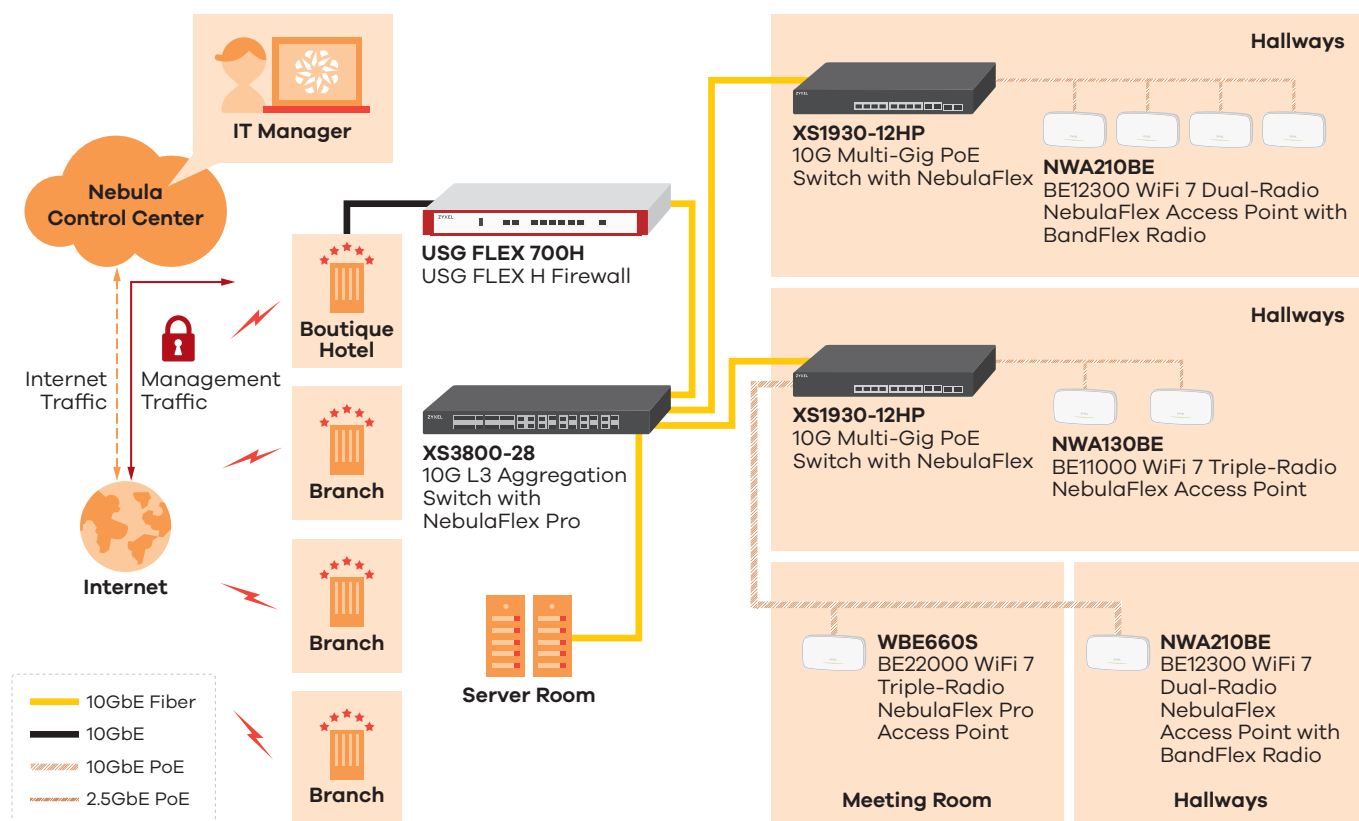 IT Manager
Nebula
Control Center
Internet
Traffic
Management
Traffic
Internet
Boutique
Hotel
Branch
Branch
Branch
ZYXEL
USG FLEX 700H
USG FLEX H Firewall
ZYXEL
XS3800-28
10G L3 Aggregation
Switch with
NebulaFlex Pro
Server Room
Hallways
ZYXEL
XS1930-12HP
10G Multi-Gig PoE
Switch with NebulaFlex
NWA210BE
BE12300 WiFi 7 Dual-Radio
NebulaFlex Access Point with
BandFlex Radio
Hallways
ZYXEL
XS1930-12HP
10G Multi-Gig PoE
Switch with NebulaFlex
NWA130BE
BE11000 WiFi 7 Triple-Radio
NebulaFlex Access Point
WBE660S
BE22000 WiFi 7
Triple-Radio
NebulaFlex Pro
Access Point
Meeting Room
NWA210BE
BE12300 WiFi 7
Dual-Radio
NebulaFlex
Access Point with
BandFlex Radio
Hallways
10GbE Fiber
10GbE
10GbE PoE
2.5GbE PoE